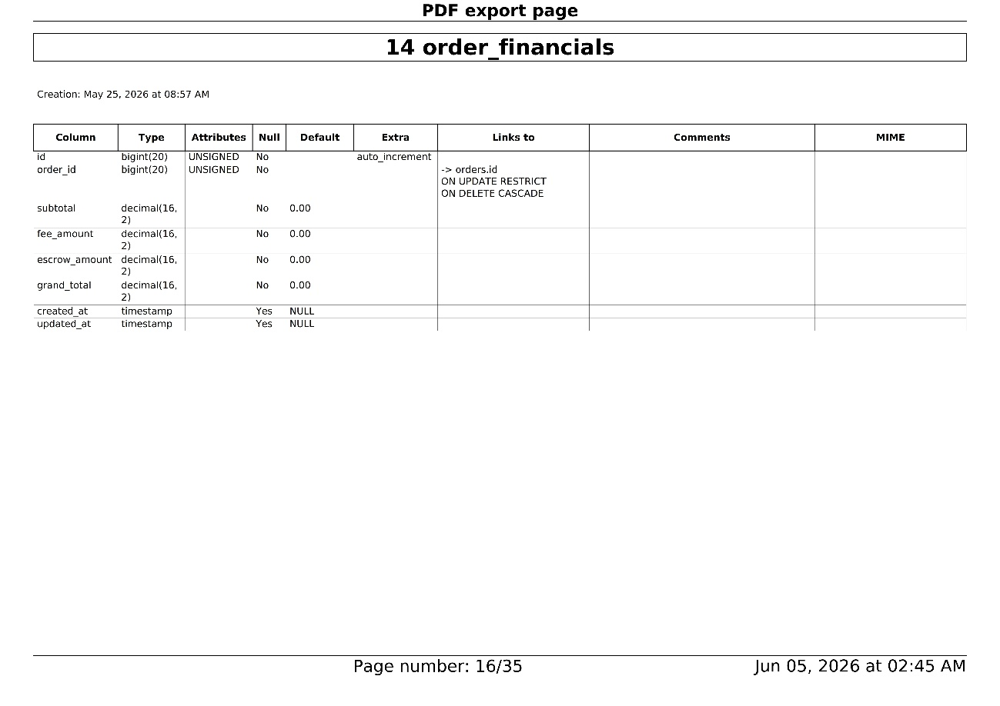 PDF export page
14 order_financials
Creation: May 25, 2026 at 08:57 AM
Column Type Attributes Null Default Extra Links to Comments MIME
id bigint(20) UNSIGNED No auto_increment
order_id bigint(20) UNSIGNED No -> orders.id
ON UPDATE RESTRICT
ON DELETE CASCADE
subtotal decimal(16, No 0.00
2)
fee_amount decimal(16, No 0.00
2)
escrow_amount decimal(16, No 0.00
2)
grand_total decimal(16, No 0.00
2)
created_at timestamp Yes NULL
updated_at timestamp Yes NULL
Page number: 16/35 Jun 05, 2026 at 02:45 AM